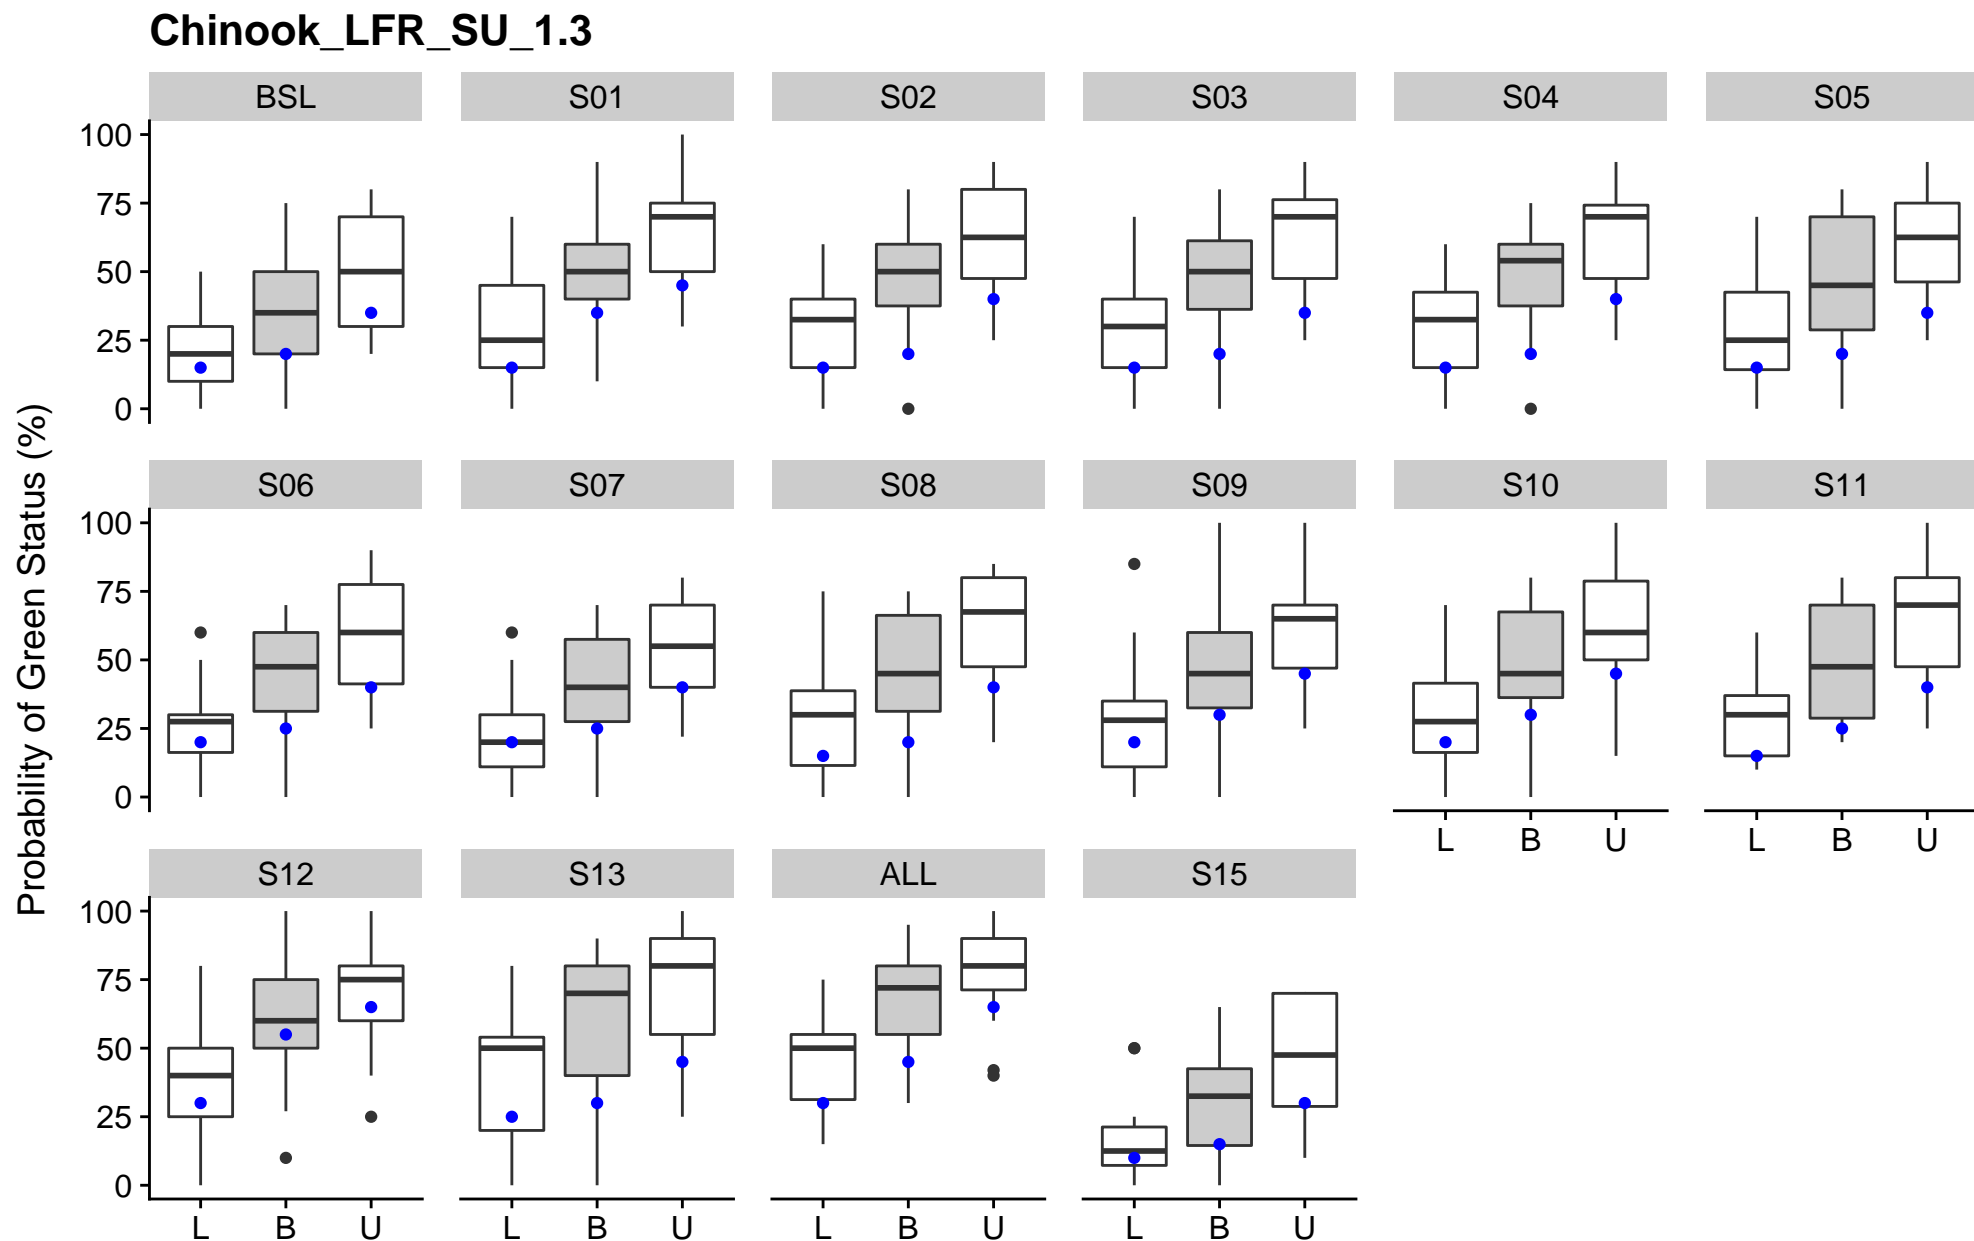 Chinook_LFR_SU_1.3
BSL S01 S02 S03 S04 S05
100
75
50
25
0
S06 S07 S08 S09 S10 S11
100
75
50
25
0
L B U L B U
S12 S13 ALL S15
100
75
50
25
0
L B U L B U L B U L B U
Probability of Green Status (%)